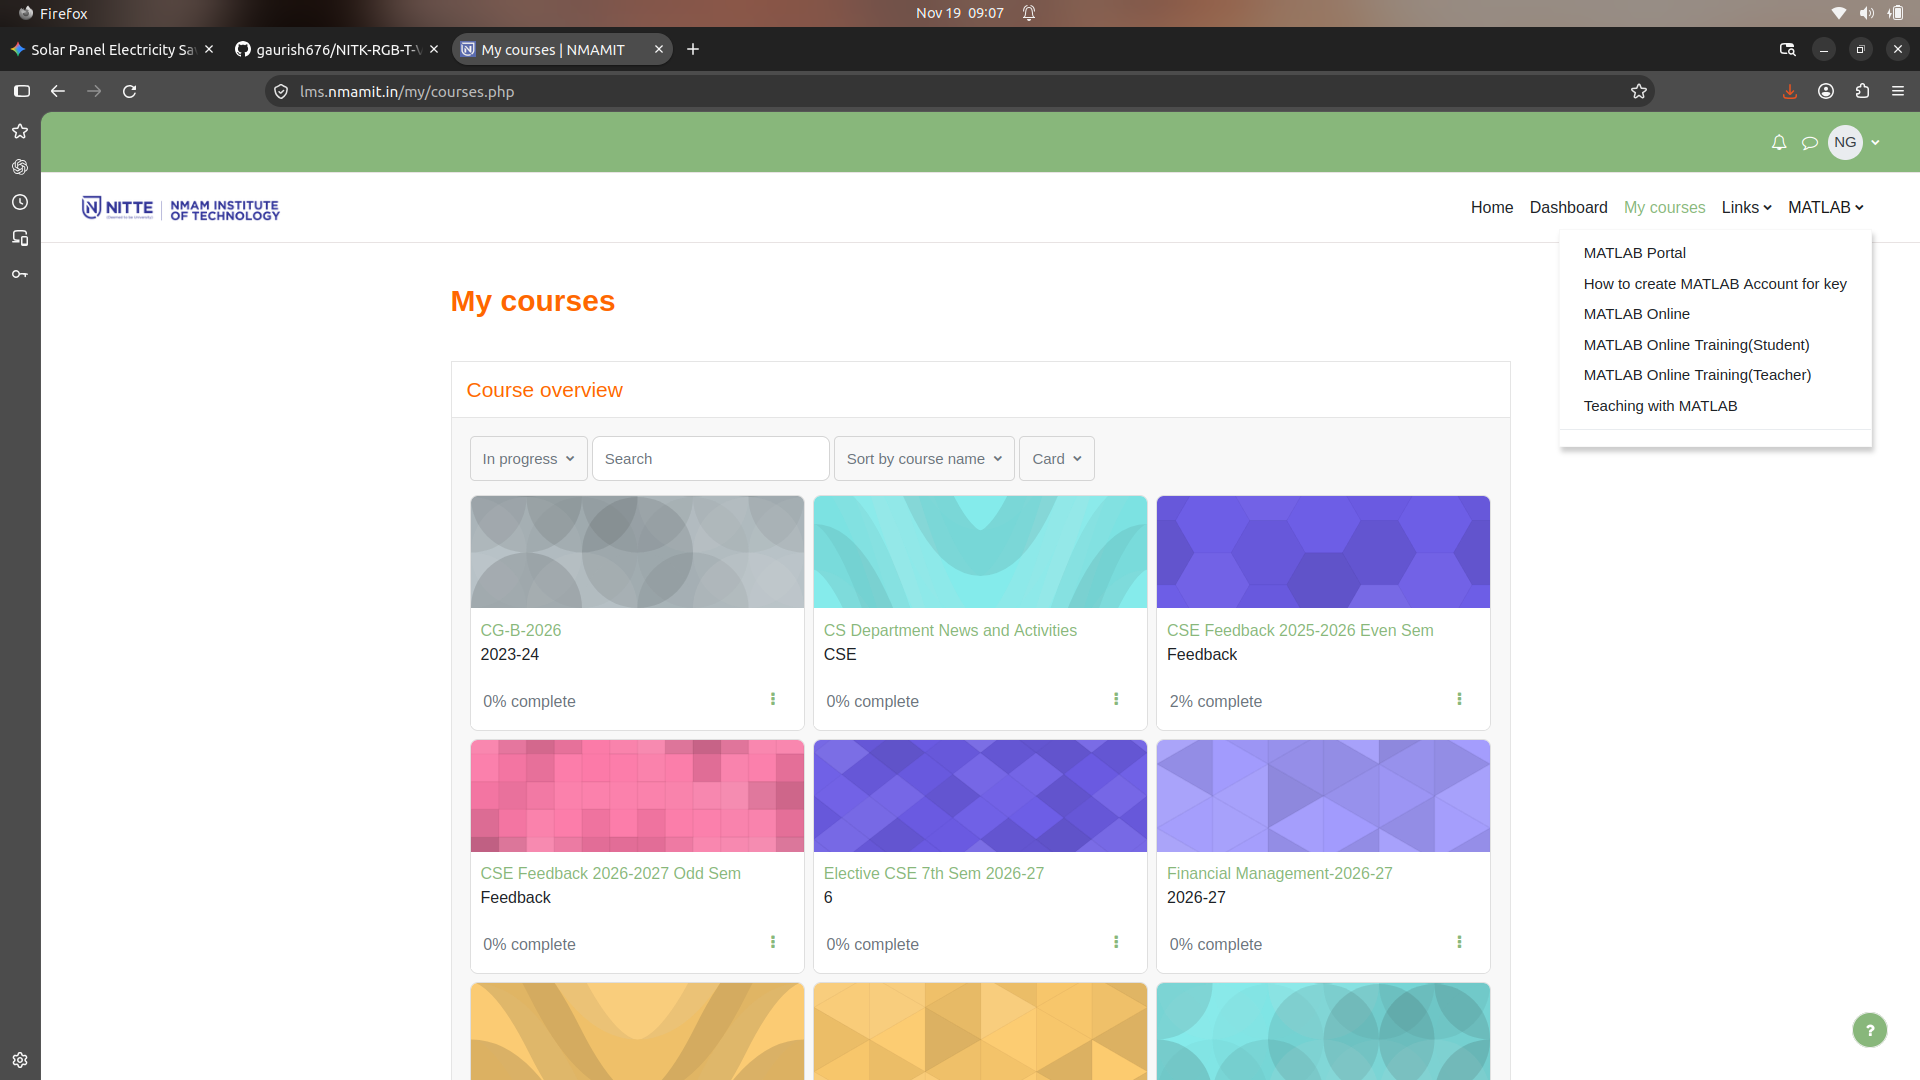 Firefox
Nov 19 09:07
Solar Panel Electricity Sa
gaurish676/NITK-RGB-T-V
My courses | NMAMIT
lms.nmamit.in/my/courses.php
NG
NITTE
NMAM INSTITUTE
OF TECHNOLOGY
Home
Dashboard
My courses
Links
MATLAB
MATLAB Portal
How to create MATLAB Account for key
MATLAB Online
MATLAB Online Training(Student)
MATLAB Online Training(Teacher)
Teaching with MATLAB
My courses
Course overview
In progress
Search
Sort by course name
Card
CG-B-2026
2023-24
0% complete
CS Department News and Activities
CSE
0% complete
CSE Feedback 2025-2026 Even Sem
Feedback
2% complete
CSE Feedback 2026-2027 Odd Sem
Feedback
0% complete
Elective CSE 7th Sem 2026-27
6
0% complete
Financial Management-2026-27
2026-27
0% complete
?